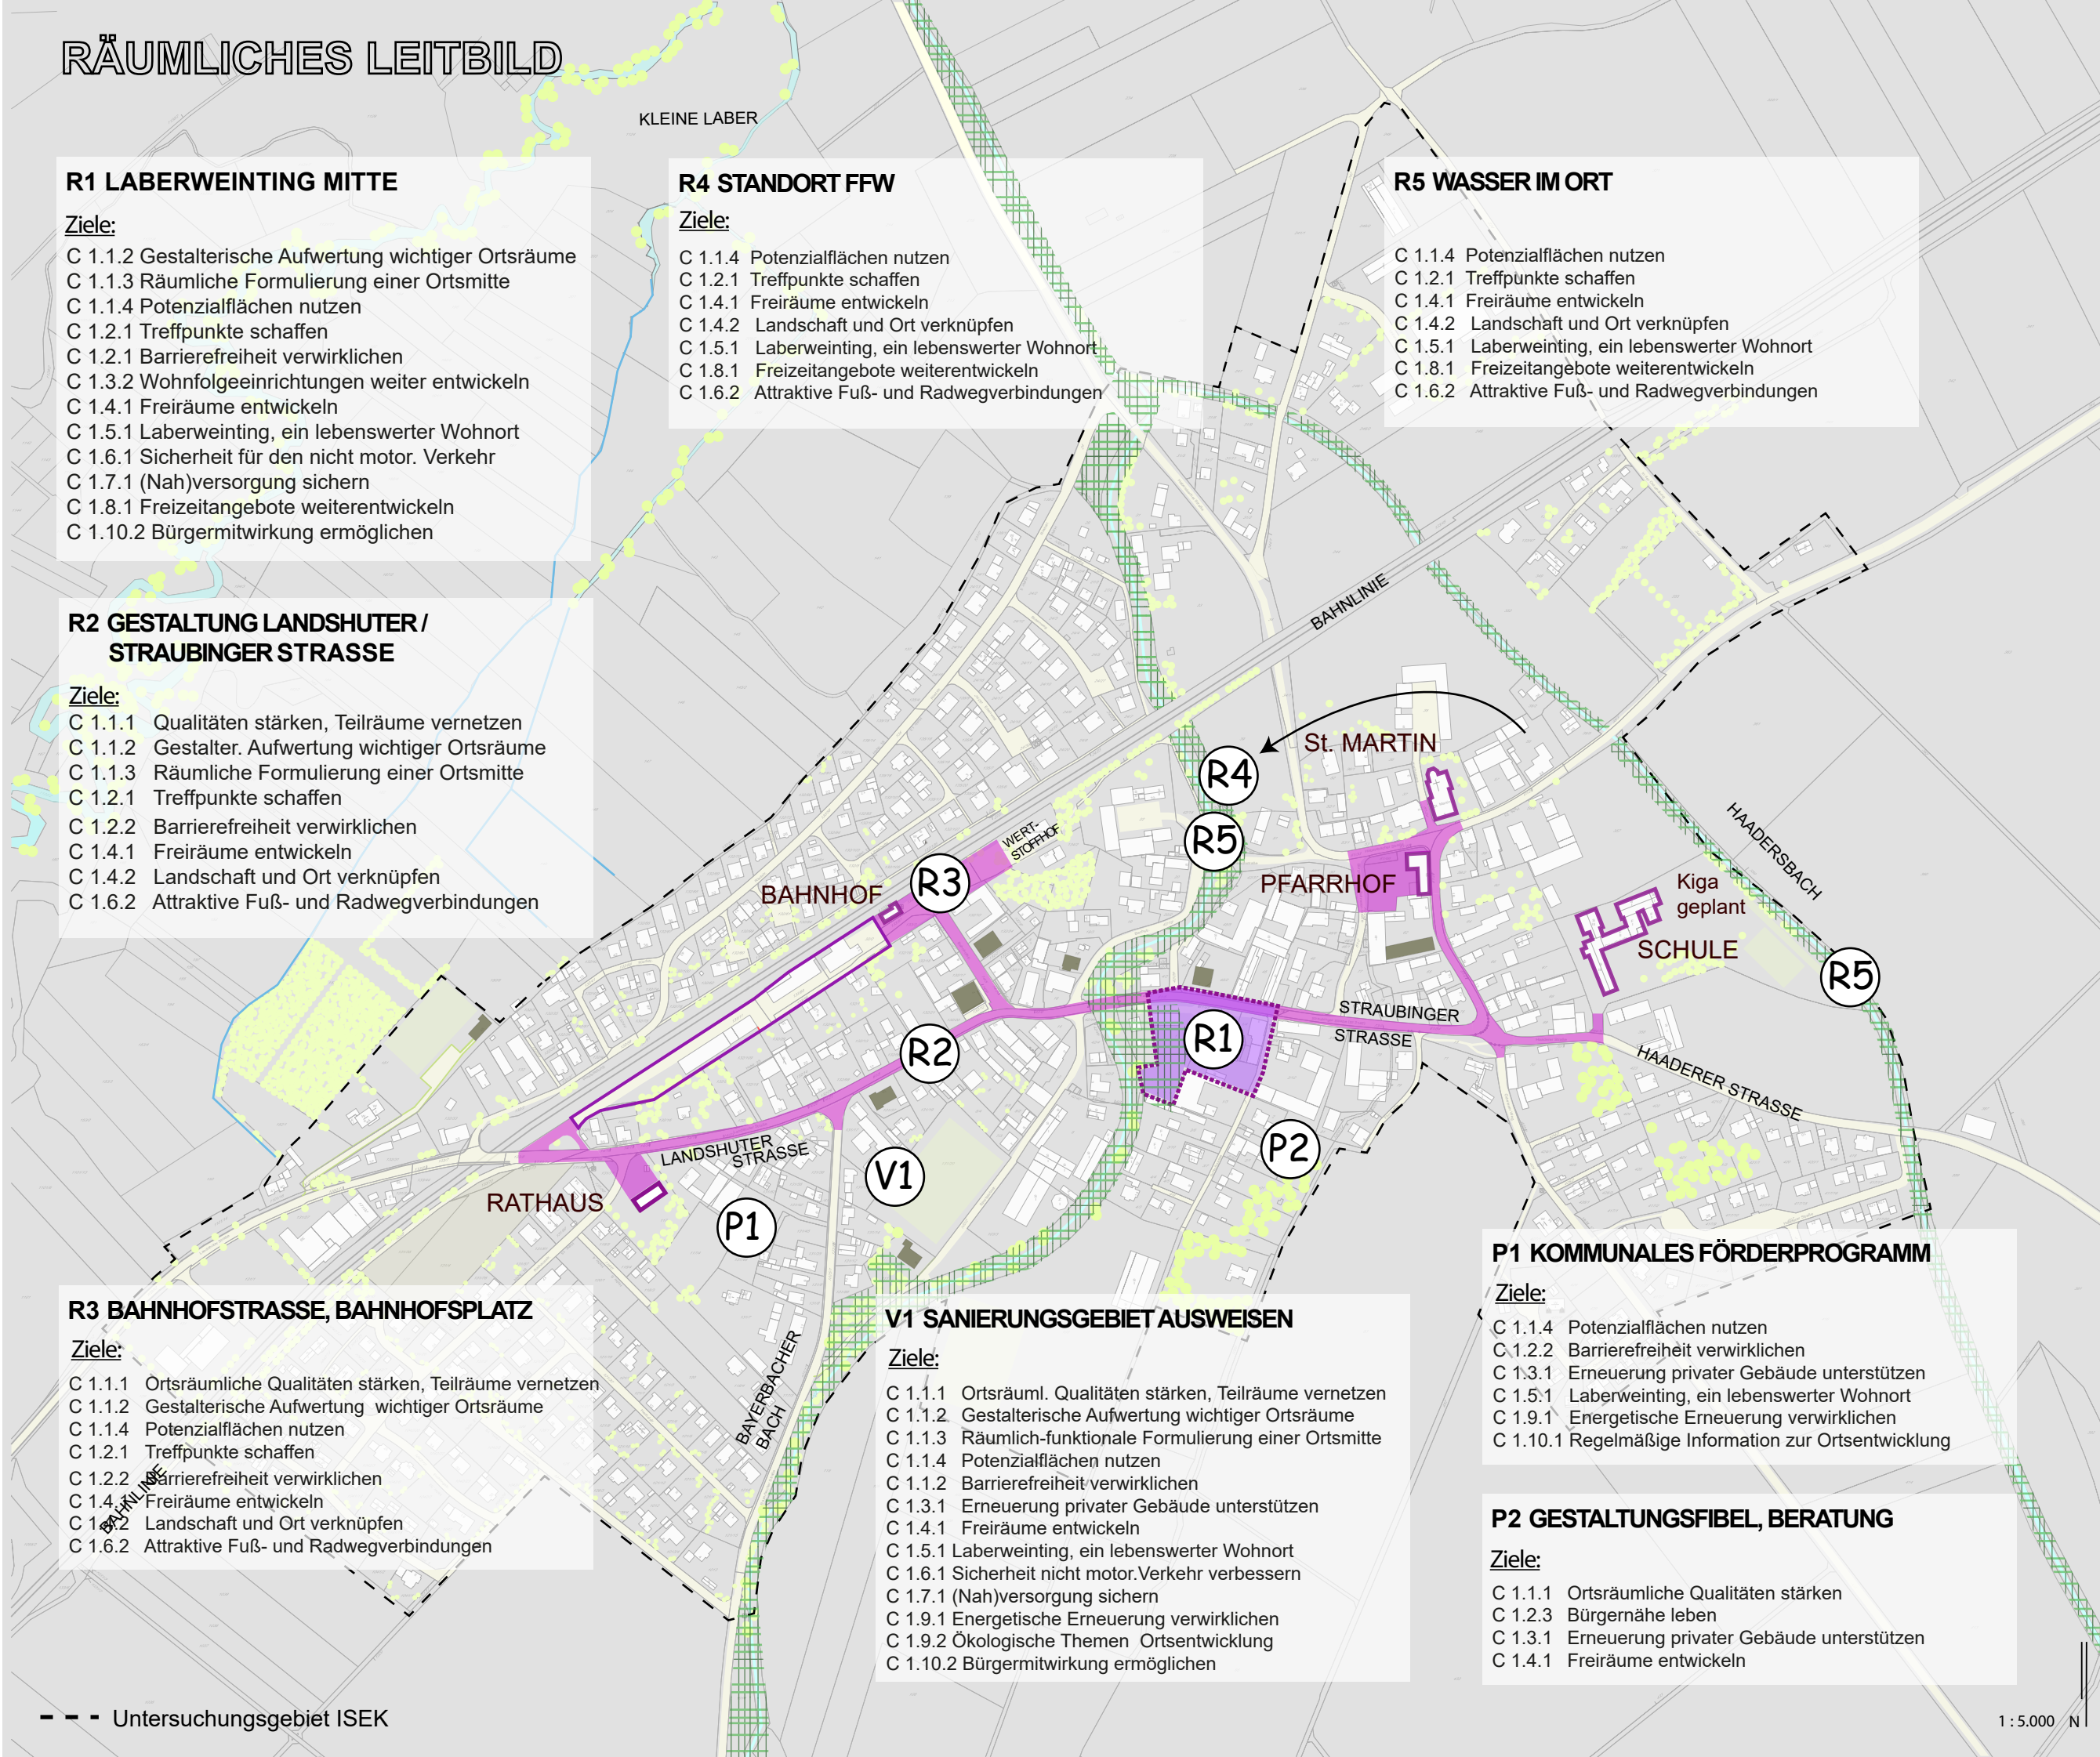 RÄUMLICHES LEITBILD
KLEINE LABER
R1 LABERWEINTING MITTE
Ziele:
C 1.1.2 Gestalterische Aufwertung wichtiger Ortsräume
C 1.1.3 Räumliche Formulierung einer Ortsmitte
C 1.1.4 Potenzialflächen nutzen
C 1.2.1 Treffpunkte schaffen
C 1.2.1 Barrierefreiheit verwirklichen
C 1.3.2 Wohnfolgeeinrichtungen weiter entwickeln
C 1.4.1 Freiräume entwickeln
C 1.5.1 Laberweinting, ein lebenswerter Wohnort
C 1.6.1 Sicherheit für den nicht motor. Verkehr
C 1.7.1 (Nah)versorgung sichern
C 1.8.1 Freizeitangebote weiterentwickeln
C 1.10.2 Bürgermitwirkung ermöglichen
R4 STANDORT FFW
Ziele:
C 1.1.4 Potenzialflächen nutzen
C 1.2.1 Treffpunkte schaffen
C 1.4.1 Freiräume entwickeln
C 1.4.2 Landschaft und Ort verknüpfen
C 1.5.1 Laberweinting, ein lebenswerter Wohnort
C 1.8.1 Freizeitangebote weiterentwickeln
C 1.6.2 Attraktive Fuß- und Radwegverbindungen
R5 WASSER IM ORT
C 1.1.4 Potenzialflächen nutzen
C 1.2.1 Treffpunkte schaffen
C 1.4.1 Freiräume entwickeln
C 1.4.2 Landschaft und Ort verknüpfen
C 1.5.1 Laberweinting, ein lebenswerter Wohnort
C 1.8.1 Freizeitangebote weiterentwickeln
C 1.6.2 Attraktive Fuß- und Radwegverbindungen
R2 GESTALTUNG LANDSHUTER /
STRAUBINGER STRASSE
Ziele:
C 1.1.1 Qualitäten stärken, Teilräume vernetzen
C 1.1.2 Gestalter. Aufwertung wichtiger Ortsräume
C 1.1.3 Räumliche Formulierung einer Ortsmitte
C 1.2.1 Treffpunkte schaffen
C 1.2.2 Barrierefreiheit verwirklichen
C 1.4.1 Freiräume entwickeln
C 1.4.2 Landschaft und Ort verknüpfen
C 1.6.2 Attraktive Fuß- und Radwegverbindungen
BAHNLINIE
St. MARTIN
R4
R5
WERT-
STOFFHOF
R3
BAHNHOF
PFARRHOF
HAADERSBACH
Kiga
geplant
SCHULE
R5
STRAUBINGER
STRASSE
R1
R2
HAADERER STRASSE
LANDSHUTER
STRASSE
P2
V1
RATHAUS
P1
BAYERBACHER
BACH
R3 BAHNHOFSTRASSE, BAHNHOFSPLATZ
Ziele:
C 1.1.1 Ortsräumliche Qualitäten stärken, Teilräume vernetzen
C 1.1.2 Gestalterische Aufwertung wichtiger Ortsräume
C 1.1.4 Potenzialflächen nutzen
C 1.2.1 Treffpunkte schaffen
C 1.2.2 Barrierefreiheit verwirklichen
C 1.4.1 Freiräume entwickeln
C 1.4.2 Landschaft und Ort verknüpfen
C 1.6.2 Attraktive Fuß- und Radwegverbindungen
BAHNLINIE
V1 SANIERUNGSGEBIET AUSWEISEN
Ziele:
C 1.1.1 Ortsräuml. Qualitäten stärken, Teilräume vernetzen
C 1.1.2 Gestalterische Aufwertung wichtiger Ortsräume
C 1.1.3 Räumlich-funktionale Formulierung einer Ortsmitte
C 1.1.4 Potenzialflächen nutzen
C 1.1.2 Barrierefreiheit verwirklichen
C 1.3.1 Erneuerung privater Gebäude unterstützen
C 1.4.1 Freiräume entwickeln
C 1.5.1 Laberweinting, ein lebenswerter Wohnort
C 1.6.1 Sicherheit nicht motor.Verkehr verbessern
C 1.7.1 (Nah)versorgung sichern
C 1.9.1 Energetische Erneuerung verwirklichen
C 1.9.2 Ökologische Themen Ortsentwicklung
C 1.10.2 Bürgermitwirkung ermöglichen
P1 KOMMUNALES FÖRDERPROGRAMM
Ziele:
C 1.1.4 Potenzialflächen nutzen
C 1.2.2 Barrierefreiheit verwirklichen
C 1.3.1 Erneuerung privater Gebäude unterstützen
C 1.5.1 Laberweinting, ein lebenswerter Wohnort
C 1.9.1 Energetische Erneuerung verwirklichen
C 1.10.1 Regelmäßige Information zur Ortsentwicklung
P2 GESTALTUNGSFIBEL, BERATUNG
Ziele:
C 1.1.1 Ortsräumliche Qualitäten stärken
C 1.2.3 Bürgernähe leben
C 1.3.1 Erneuerung privater Gebäude unterstützen
C 1.4.1 Freiräume entwickeln
Untersuchungsgebiet ISEK
1 : 5.000 N